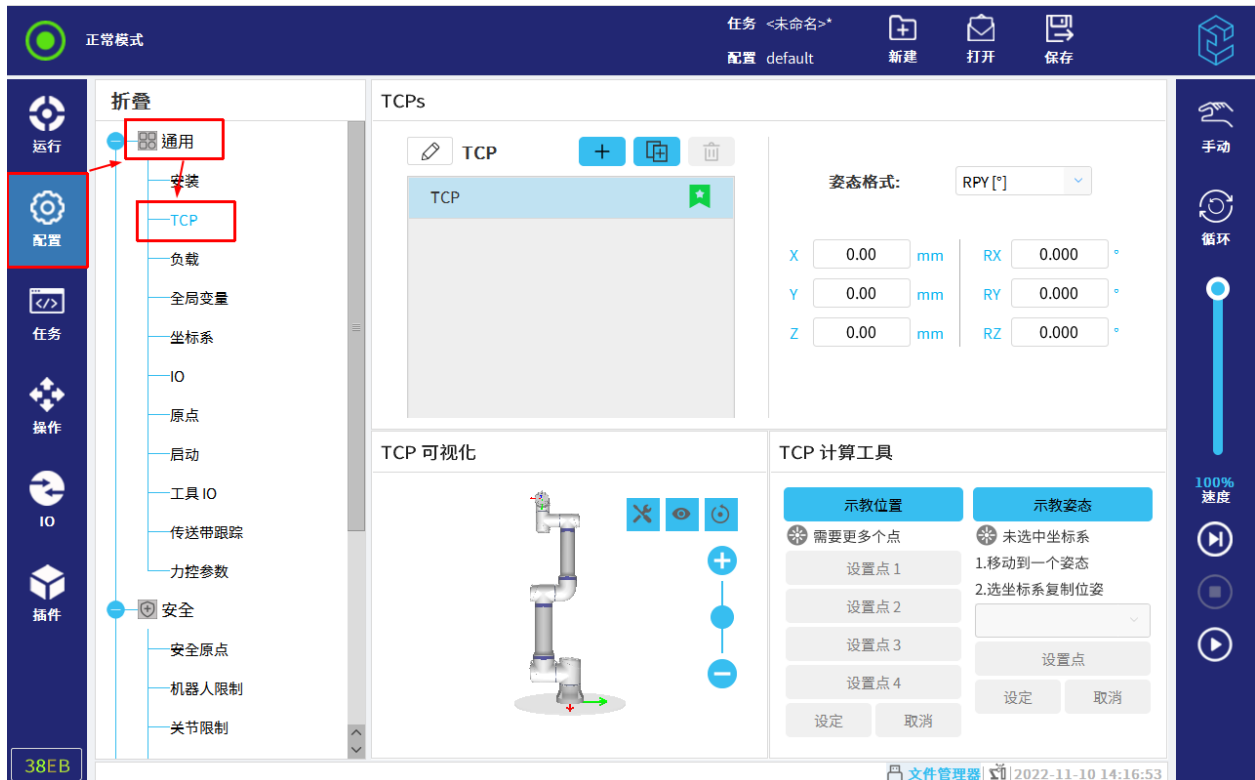 正常模式
任务 <未命名>*
配置 default
新建
打开
保存
运行
配置
任务
操作
IO
插件
38EB
折叠
通用
安装
TCP
负载
全局变量
坐标系
IO
原点
启动
工具 IO
传送带跟踪
力控参数
安全
安全原点
机器人限制
关节限制
TCPs
TCP
TCP
姿态格式: RPY [°]
X 0.00 mm RX 0.000 °
Y 0.00 mm RY 0.000 °
Z 0.00 mm RZ 0.000 °
TCP 可视化
TCP 计算工具
示教位置
需要更多个点
设置点 1
设置点 2
设置点 3
设置点 4
设定 取消
示教姿态
未选中坐标系
1.移动到一个姿态
2.选坐标系复制位姿
设置点
设定 取消
手动
循环
100%
速度
文件管理器 2022-11-10 14:16:53